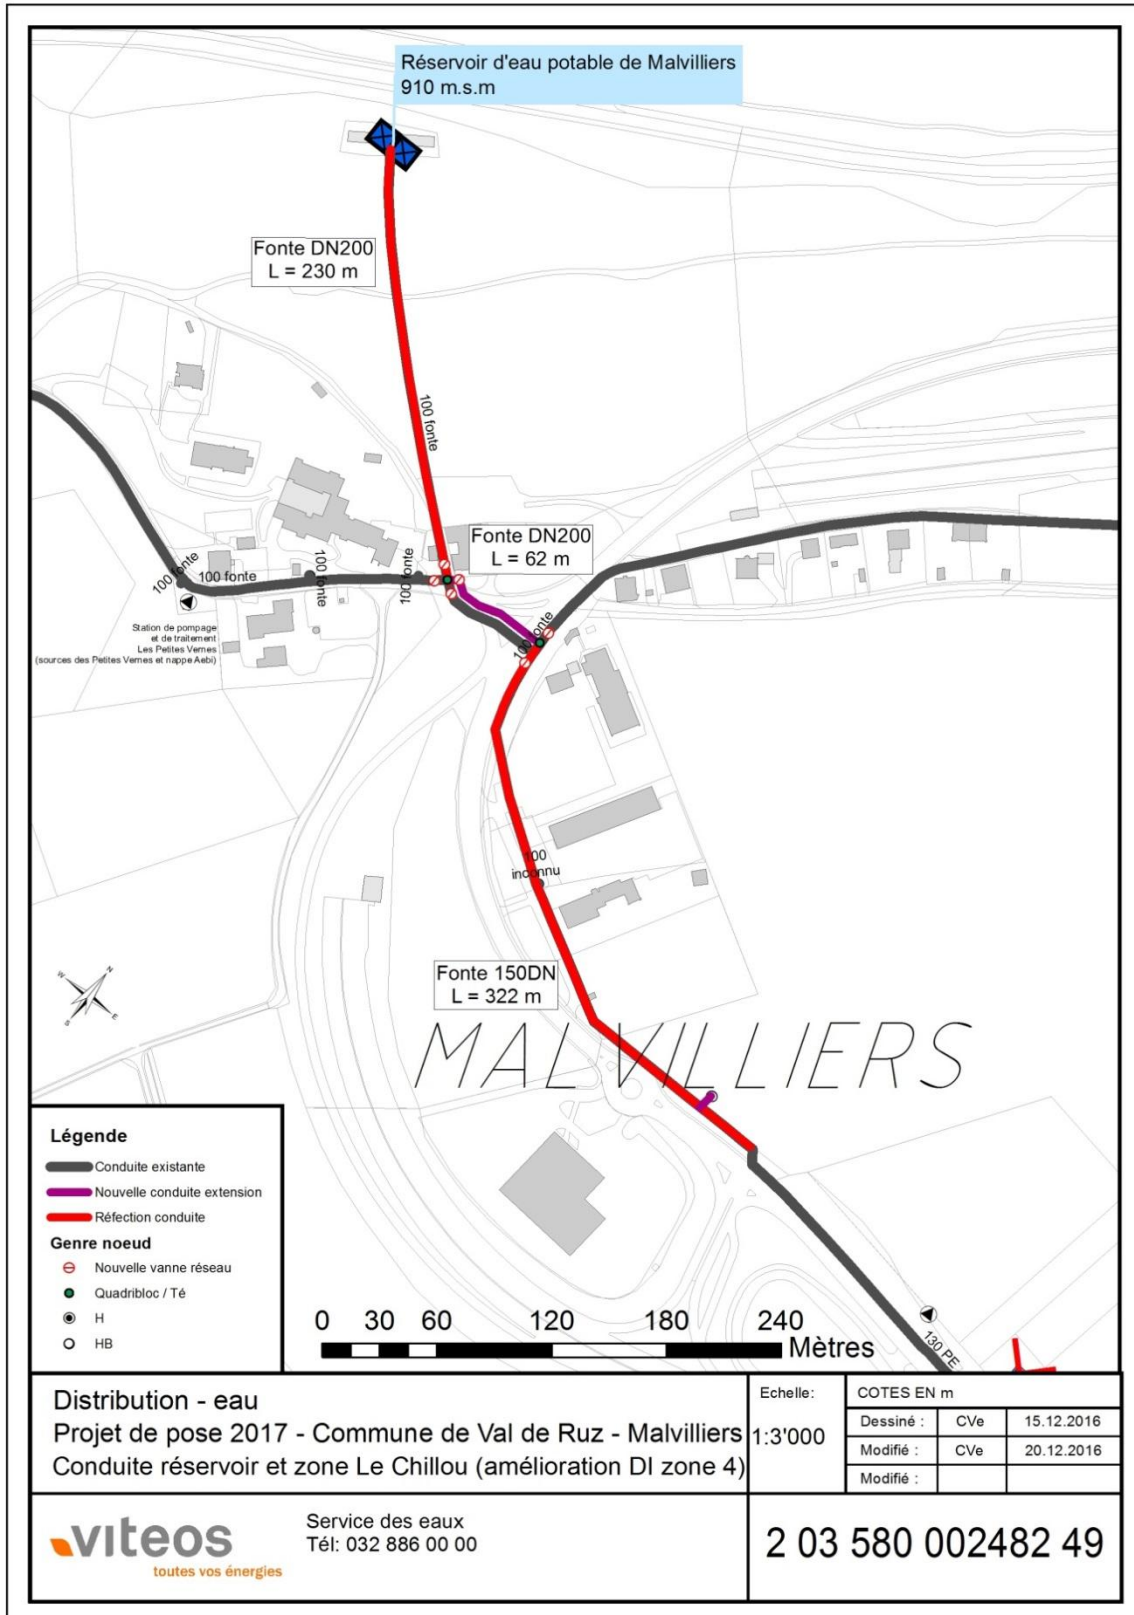 Réservoir d'eau potable de Malvilliers
910 m.s.m
Fonte DN200
L = 230 m
100 fonte
Fonte DN200
L = 62 m
100 fonte
100 fonte
100 fonte
100 fonte
100 fonte
Station de pompage
et de traitement
Les Petites Vernes
(sources des Petites Vernes et nappe Aebi)
100
inconnu
Fonte 150DN
L = 322 m
W
N
S
E
MALVILLIERS
130 PE
Légende
Conduite existante
Nouvelle conduite extension
Réfection conduite
Genre noeud
Nouvelle vanne réseau
Quadribloc / Té
H
HB
0 30 60 120 180 240
Mètres
Distribution - eau
Projet de pose 2017 - Commune de Val de Ruz - Malvilliers
Conduite réservoir et zone Le Chillou (amélioration DI zone 4)
Echelle:
1:3'000
COTES EN m
Dessiné : CVe 15.12.2016
Modifié : CVe 20.12.2016
Modifié :
viteos
toutes vos énergies
Service des eaux
Tél: 032 886 00 00
2 03 580 002482 49